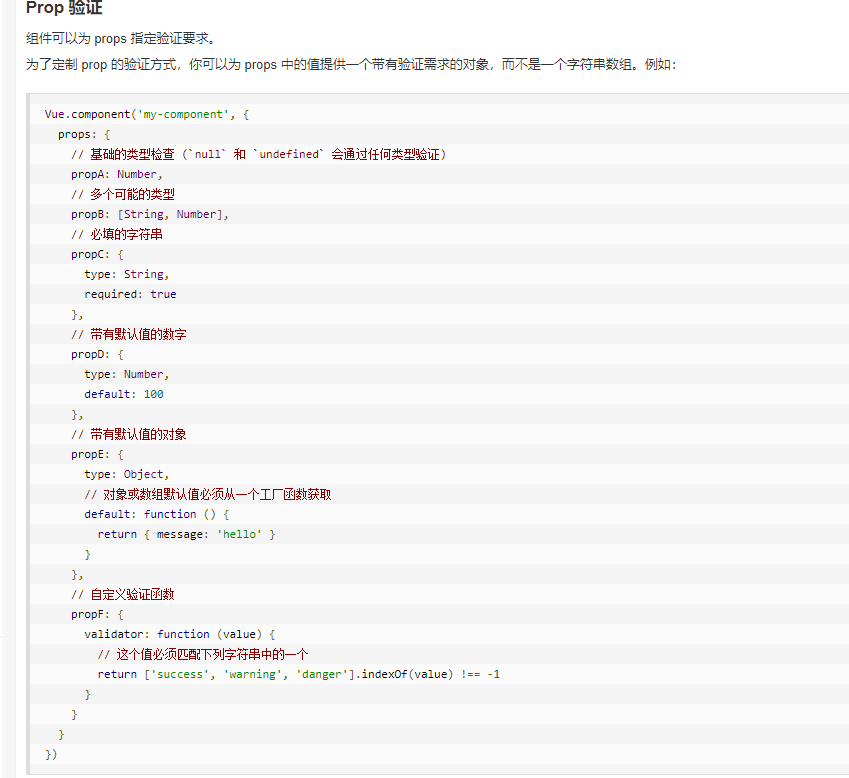 Prop 验证
组件可以为 props 指定验证要求。
为了定制 prop 的验证方式，你可以为 props 中的值提供一个带有验证需求的对象，而不是一个字符串数组。例如：
Vue.component('my-component', {
  props: {
    // 基础的类型检查 (`null` 和 `undefined` 会通过任何类型验证)
    propA: Number,
    // 多个可能的类型
    propB: [String, Number],
    // 必填的字符串
    propC: {
      type: String,
      required: true
    },
    // 带有默认值的数字
    propD: {
      type: Number,
      default: 100
    },
    // 带有默认值的对象
    propE: {
      type: Object,
      // 对象或数组默认值必须从一个工厂函数获取
      default: function () {
        return { message: 'hello' }
      }
    },
    // 自定义验证函数
    propF: {
      validator: function (value) {
        // 这个值必须匹配下列字符串中的一个
        return ['success', 'warning', 'danger'].indexOf(value) !== -1
      }
    }
  }
})